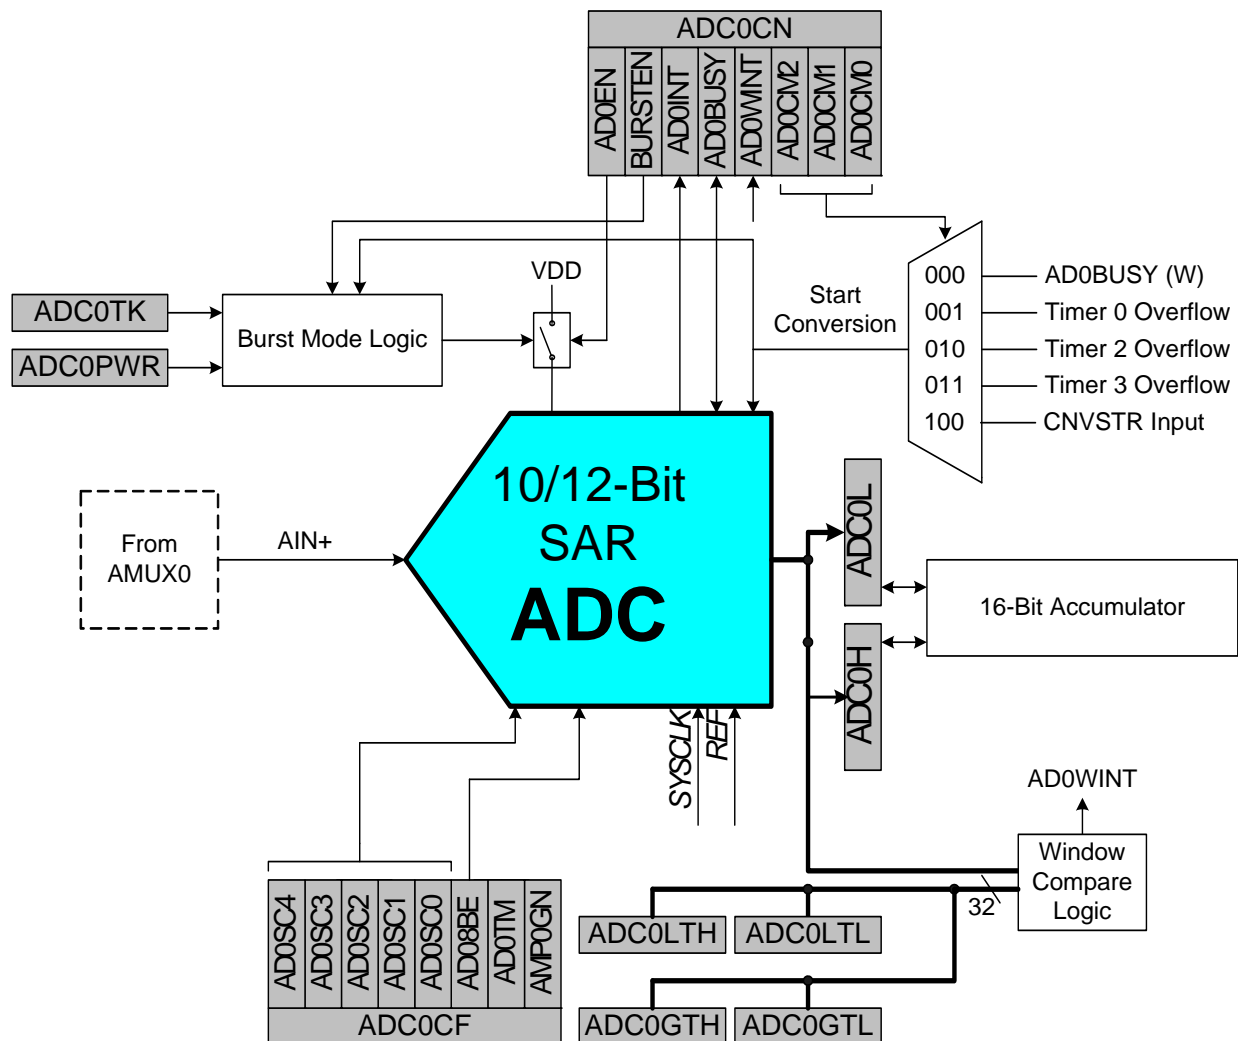 ADC0CN
AD0EN
BURSTEN
AD0INT
AD0BUSY
AD0WINT
AD0CM2
AD0CM1
AD0CM0
VDD
Start
Conversion
000
AD0BUSY (W)
001
Timer 0 Overflow
010
Timer 2 Overflow
011
Timer 3 Overflow
100
CNVSTR Input
ADC0TK
ADC0PWR
Burst Mode Logic
From
AMUX0
AIN+
10/12-Bit
SAR
ADC
ADC0L
ADC0H
16-Bit Accumulator
SYSCLK
REF
AD0WINT
Window
Compare
Logic
32
ADC0LTH
ADC0LTL
ADC0GTH
ADC0GTL
AD0SC4
AD0SC3
AD0SC2
AD0SC1
AD0SC0
AD08BE
AD0TM
AMP0GN
ADC0CF